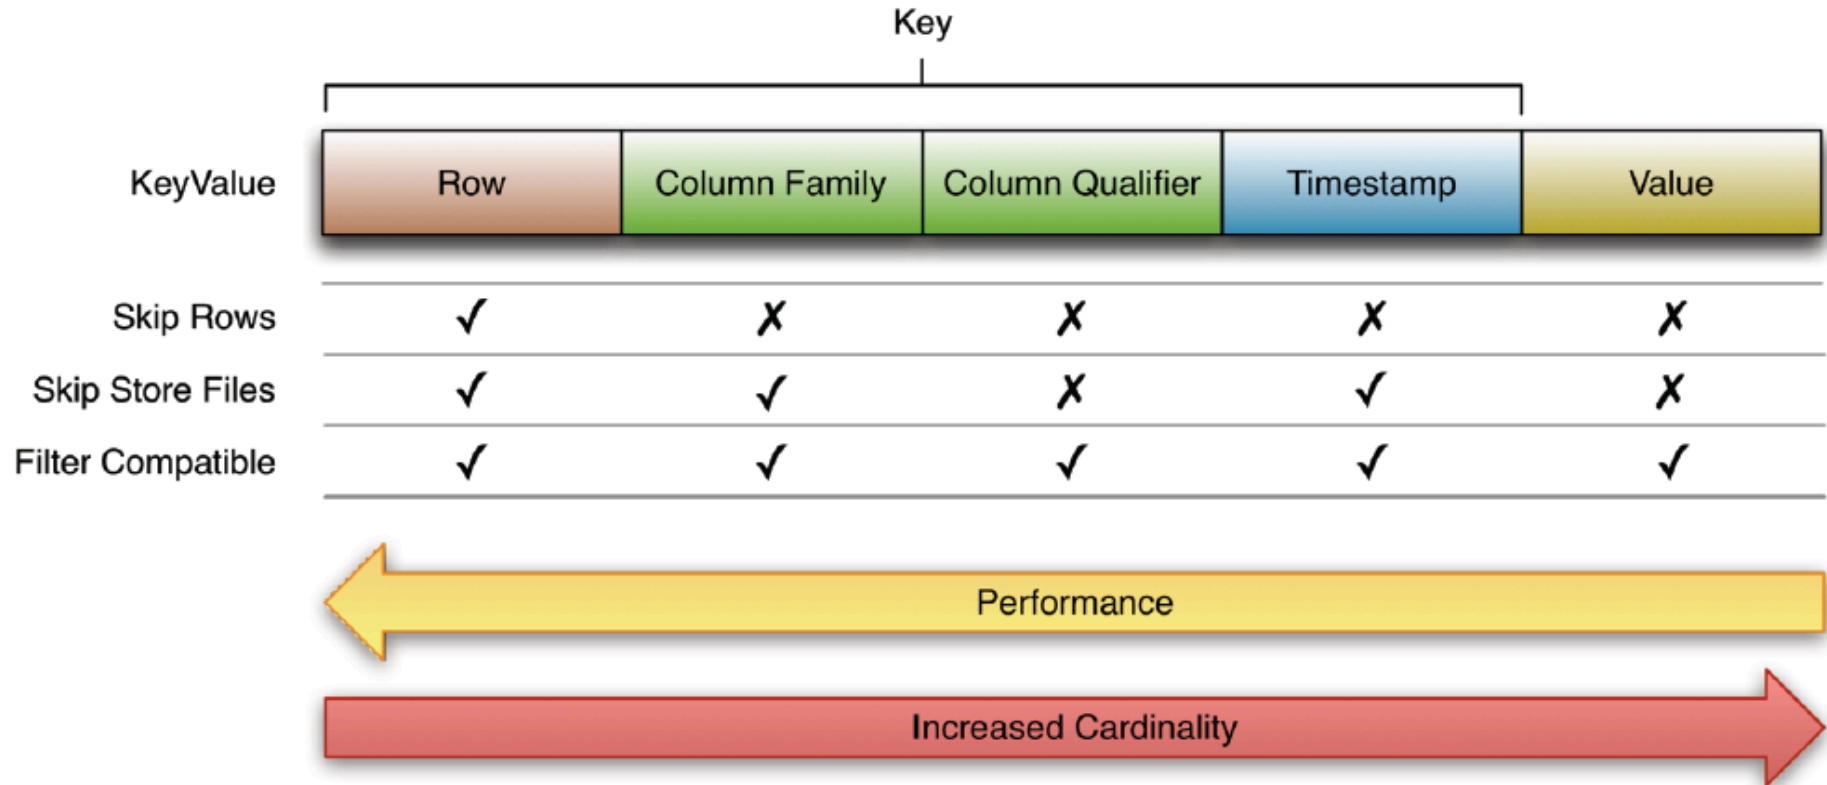 Key
KeyValue Row Column Family Column Qualifier Timestamp Value
Skip Rows ✓ ✗ ✗ ✗ ✗
Skip Store Files ✓ ✓ ✗ ✓ ✗
Filter Compatible ✓ ✓ ✓ ✓ ✓
Performance
Increased Cardinality